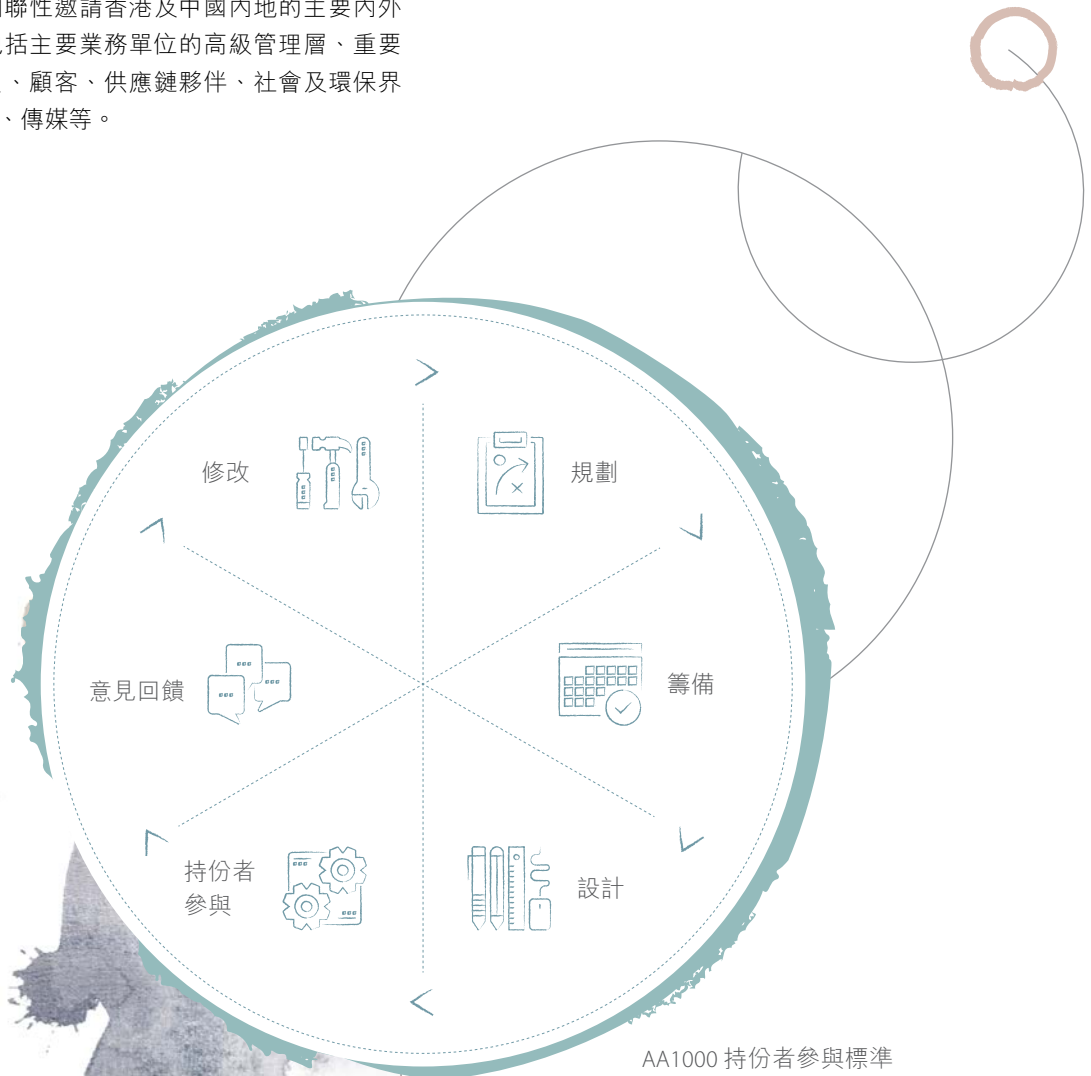 聯性邀請香港及中國內地的主要內外
括主要業務單位的高級管理層、重要
、顧客、供應鏈夥伴、社會及環保界
、傳媒等。
規劃
籌備
設計
持份者
參與
意見回饋
修改
AA1000 持份者參與標準